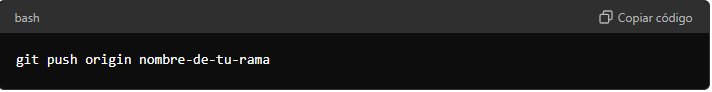 bash
Copiar código
git push origin nombre-de-tu-rama